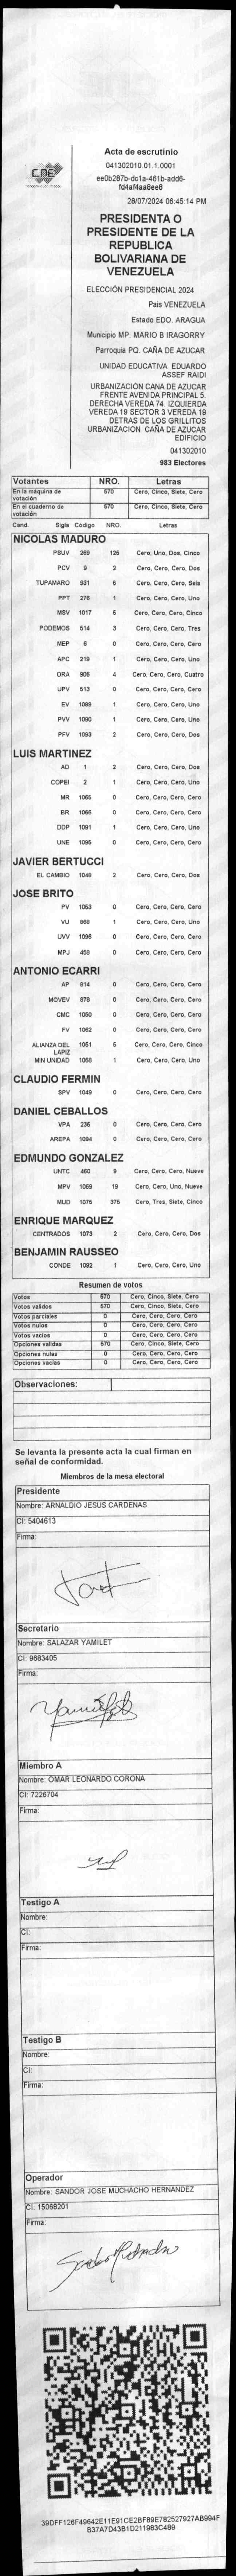 CNE
Acta de escrutinio
041302010.01.1.0001
ee0b287b-dc1a-461b-add6-
fd4af4aa8ee8
28/07/2024 06:45:14 PM
PRESIDENTA O
PRESIDENTE DE LA
REPUBLICA
BOLIVARIANA DE
VENEZUELA
ELECCIÓN PRESIDENCIAL 2024
País VENEZUELA
Estado EDO. ARAGUA
Municipio MP. MARIO B IRAGORRY
Parroquia PQ. CAÑA DE AZUCAR
UNIDAD EDUCATIVA EDUARDO
ASSEF RAIDI
URBANIZACIÓN CANA DE AZUCAR
FRENTE AVENIDA PRINCIPAL 5.
DERECHA VEREDA 74. IZQUIERDA
VEREDA 19 SECTOR 3 VEREDA 19
DETRAS DE LOS GRILLITOS
URBANIZACION CAÑA DE AZUCAR
EDIFICIO
041302010
983 Electores
Votantes NRO. Letras
En la máquina de votación 570 Cero, Cinco, Siete, Cero
En el cuaderno de votación 570 Cero, Cinco, Siete, Cero
Cand. Sigls Código NRO. Letras
NICOLAS MADURO
PSUV 269 125 Cero, Uno, Dos, Cinco
PCV 9 2 Cero, Cero, Cero, Dos
TUPAMARO 931 6 Cero, Cero, Cero, Seis
PPT 276 1 Cero, Cero, Cero, Uno
MSV 1017 5 Cero, Cero, Cero, Cinco
PODEMOS 514 3 Cero, Cero, Cero, Tres
MEP 6 0 Cero, Cero, Cero, Cero
APC 219 1 Cero, Cero, Cero, Uno
ORA 906 4 Cero, Cero, Cero, Cuatro
UPV 513 0 Cero, Cero, Cero, Cero
EV 1089 1 Cero, Cero, Cero, Uno
PVV 1090 1 Cero, Cero, Cero, Uno
PFV 1093 2 Cero, Cero, Cero, Dos
LUIS MARTINEZ
AD 1 2 Cero, Cero, Cero, Dos
COPEI 2 1 Cero, Cero, Cero, Uno
MR 1065 0 Cero, Cero, Cero, Cero
BR 1066 0 Cero, Cero, Cero, Cero
DDP 1091 1 Cero, Cero, Cero, Uno
UNE 1095 0 Cero, Cero, Cero, Cero
JAVIER BERTUCCI
EL CAMBIO 1048 2 Cero, Cero, Cero, Dos
JOSE BRITO
PV 1053 0 Cero, Cero, Cero, Cero
VU 868 1 Cero, Cero, Cero, Uno
UVV 1096 0 Cero, Cero, Cero, Cero
MPJ 458 0 Cero, Cero, Cero, Cero
ANTONIO ECARRI
AP 814 0 Cero, Cero, Cero, Cero
MOVEV 878 0 Cero, Cero, Cero, Cero
CMC 1050 0 Cero, Cero, Cero, Cero
FV 1062 0 Cero, Cero, Cero, Cero
ALIANZA DEL LAPIZ 1051 5 Cero, Cero, Cero, Cinco
MIN UNIDAD 1068 1 Cero, Cero, Cero, Uno
CLAUDIO FERMIN
SPV 1049 0 Cero, Cero, Cero, Cero
DANIEL CEBALLOS
VPA 236 0 Cero, Cero, Cero, Cero
AREPA 1094 0 Cero, Cero, Cero, Cero
EDMUNDO GONZALEZ
UNTC 460 9 Cero, Cero, Cero, Nueve
MPV 1069 19 Cero, Cero, Uno, Nueve
MUD 1075 375 Cero, Tres, Siete, Cinco
ENRIQUE MARQUEZ
CENTRADOS 1073 2 Cero, Cero, Cero, Dos
BENJAMIN RAUSSEO
CONDE 1092 1 Cero, Cero, Cero, Uno
Resumen de votos
Votos 570 Cero, Cinco, Siete, Cero
Votos validos 570 Cero, Cinco, Siete, Cero
Votos parciales 0 Cero, Cero, Cero, Cero
Votos nulos 0 Cero, Cero, Cero, Cero
Votos vacios 0 Cero, Cero, Cero, Cero
Opciones validas 570 Cero, Cinco, Siete, Cero
Opciones nulas 0 Cero, Cero, Cero, Cero
Opciones vacias 0 Cero, Cero, Cero, Cero
Observaciones:
Se levanta la presente acta la cual firman en
señal de conformidad.
Miembros de la mesa electoral
Presidente
Nombre: ARNALDIO JESUS CARDENAS
CI: 5404613
Firma:
Secretario
Nombre: SALAZAR YAMILET
CI: 9683405
Firma:
Miembro A
Nombre: OMAR LEONARDO CORONA
CI: 7226704
Firma:
Testigo A
Nombre:
CI:
Firma:
Testigo B
Nombre:
CI:
Firma:
Operador
Nombre: SANDOR JOSE MUCHACHO HERNANDEZ
CI: 15068201
Firma:
39DFF126F49642E11E91CE2BF89E782527927AB994F
B37A7D43B1D211983C489